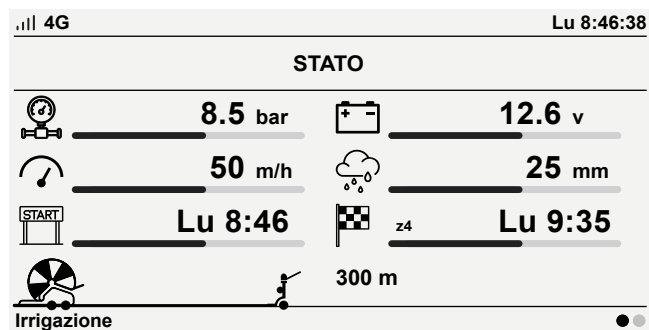 4G Lu 8:46:38
STATO
8.5 bar + - 12.6 v
50 m/h 25 mm
START Lu 8:46 z4 Lu 9:35
300 m
Irrigazione